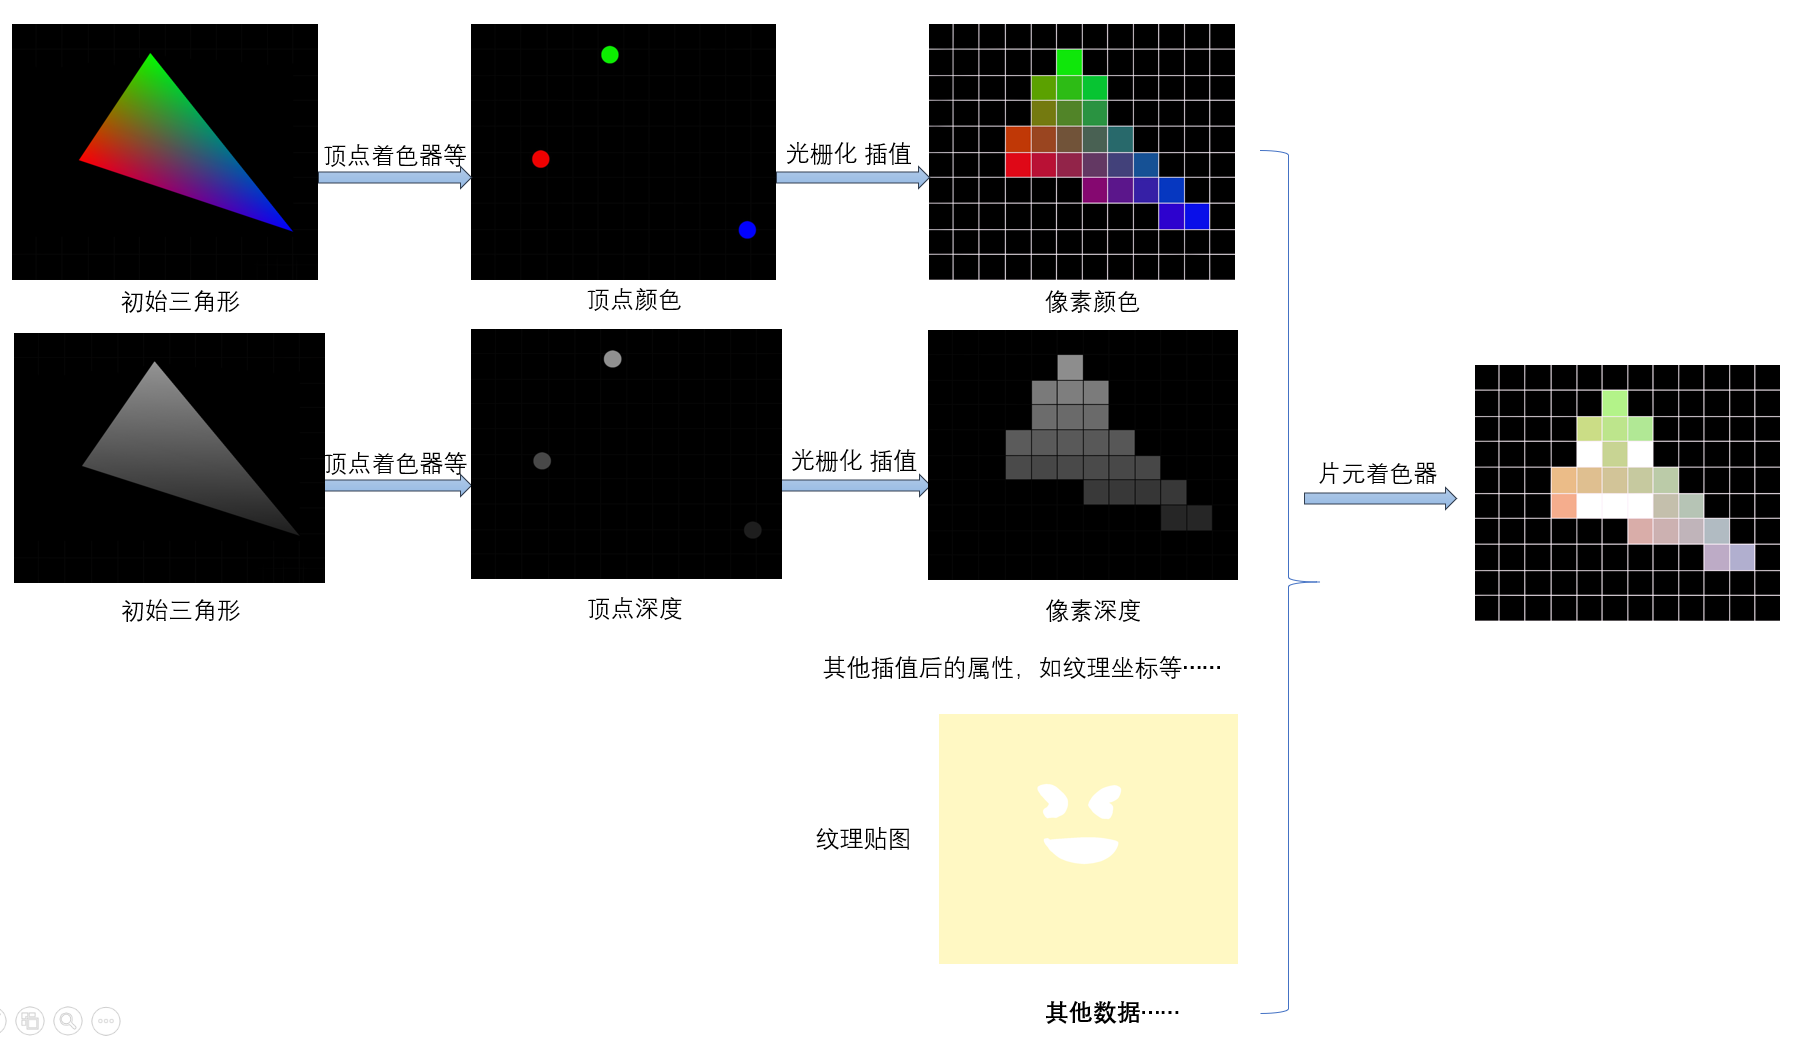 顶点着色器等
光栅化 插值
初始三角形
顶点颜色
像素颜色
顶点着色器等
光栅化 插值
片元着色器
初始三角形
顶点深度
像素深度
其他插值后的属性，如纹理坐标等……
纹理贴图
其他数据……